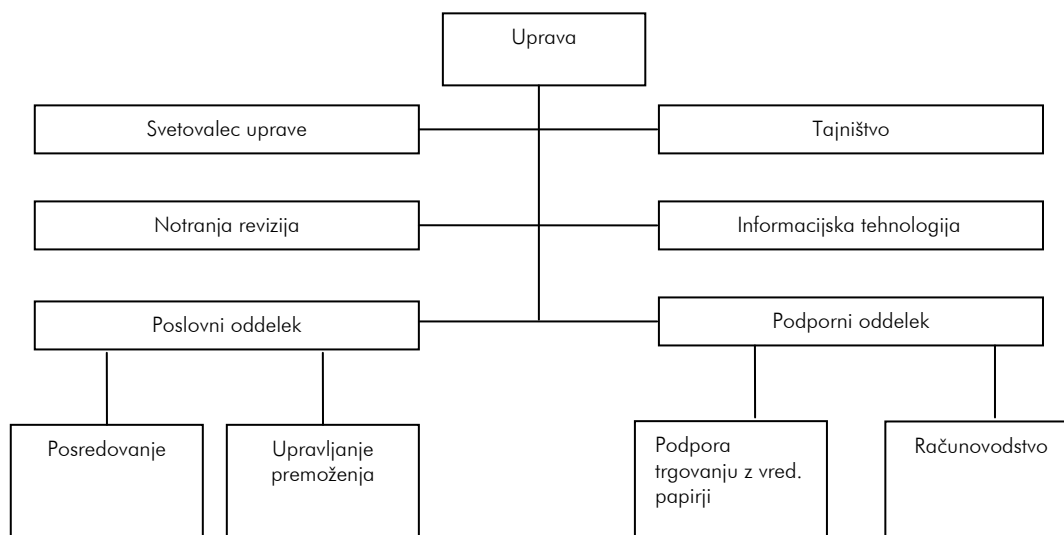 Uprava
Svetovalec uprave
Tajništvo
Notranja revizija
Informacijska tehnologija
Poslovni oddelek
Podporni oddelek
Posredovanje
Upravljanje
premoženja
Podpora
trgovanju z vred.
papirji
Računovodstvo